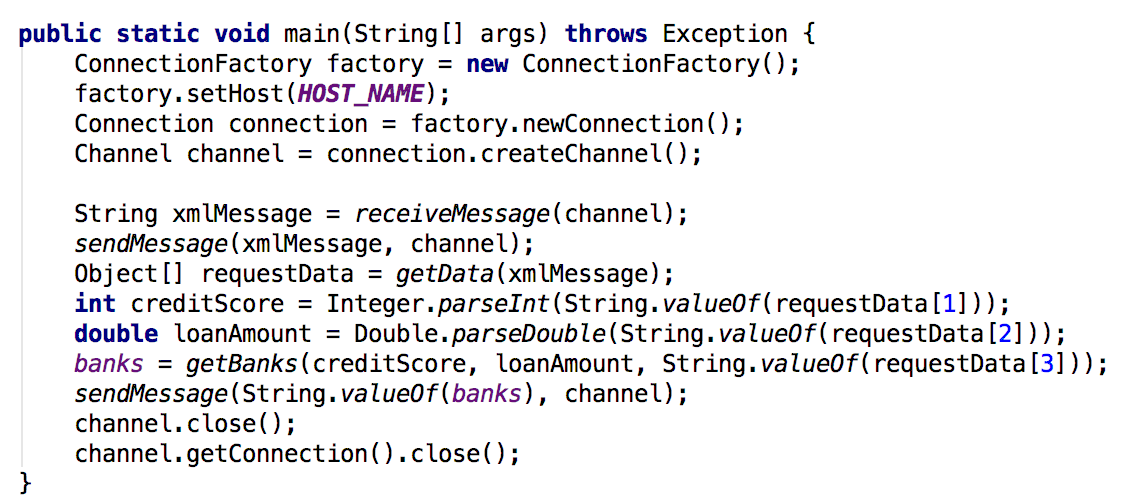 public static void main(String[] args) throws Exception {
    ConnectionFactory factory = new ConnectionFactory();
    factory.setHost(HOST_NAME);
    Connection connection = factory.newConnection();
    Channel channel = connection.createChannel();

    String xmlMessage = receiveMessage(channel);
    sendMessage(xmlMessage, channel);
    Object[] requestData = getData(xmlMessage);
    int creditScore = Integer.parseInt(String.valueOf(requestData[1]));
    double loanAmount = Double.parseDouble(String.valueOf(requestData[2]));
    banks = getBanks(creditScore, loanAmount, String.valueOf(requestData[3]));
    sendMessage(String.valueOf(banks), channel);
    channel.close();
    channel.getConnection().close();
}